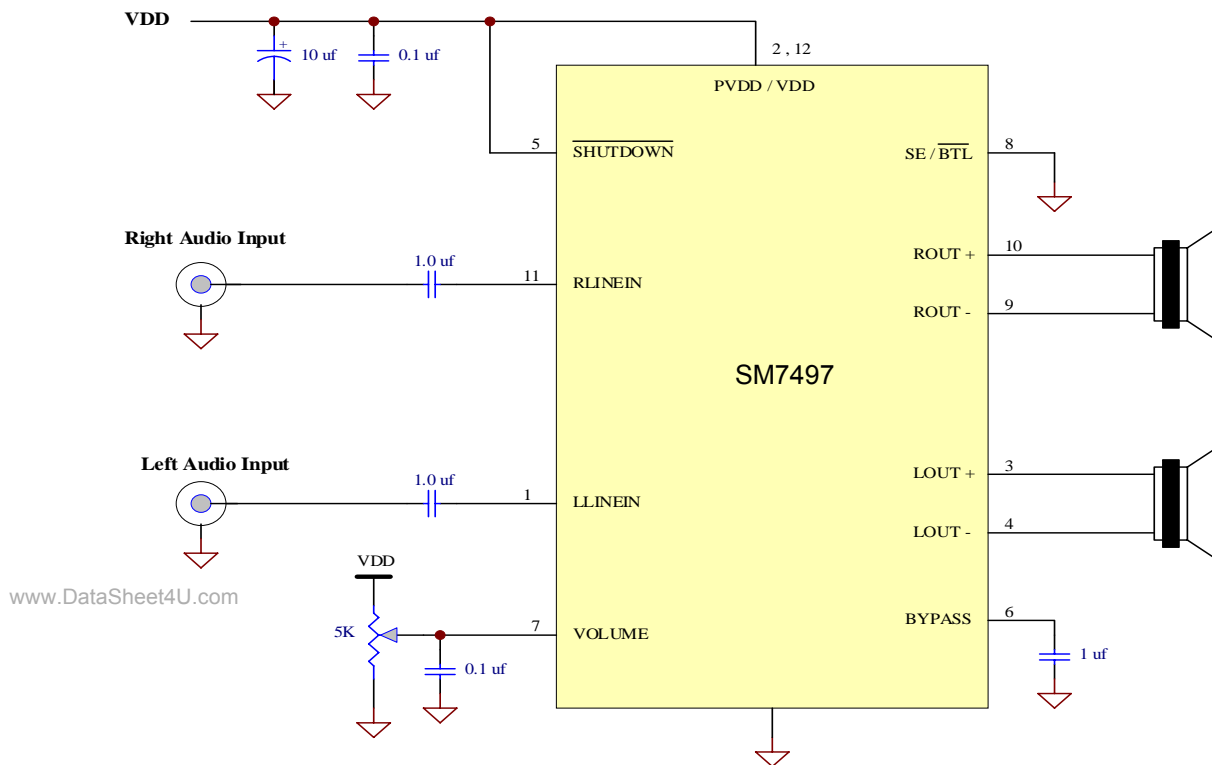 VDD
10 uf
0.1 uf
2 , 12
PVDD / VDD
5
SHUTDOWN
SE / BTL
8
Right Audio Input
1.0 uf
11
RLINEIN
ROUT +
10
ROUT -
9
SM7497
Left Audio Input
1.0 uf
1
LLINEIN
LOUT +
3
LOUT -
4
VDD
www.DataSheet4U.com
5K
7
VOLUME
0.1 uf
BYPASS
6
1 uf